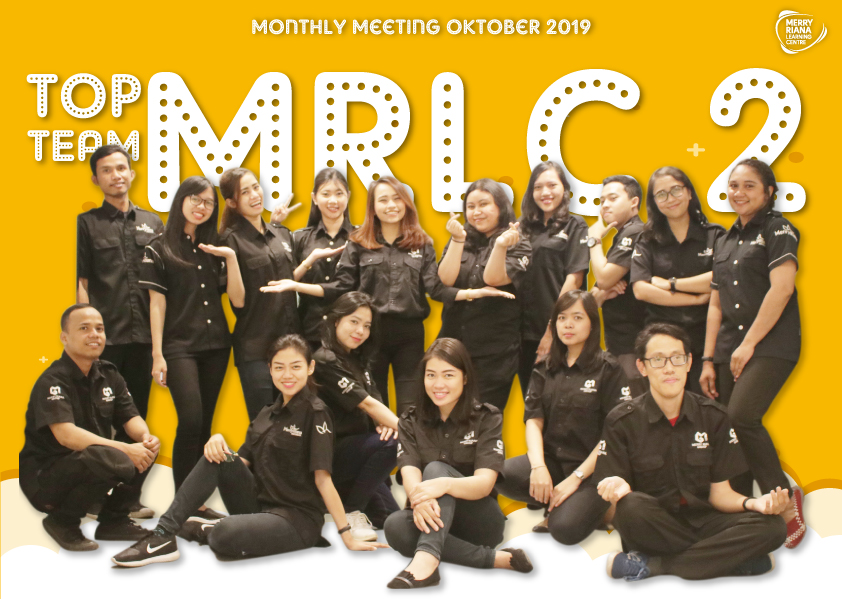 MONTHLY MEETING OKTOBER 2019
MERRY
RIANA
LEARNING
CENTRE
TOP
TEAM
MRLC 2